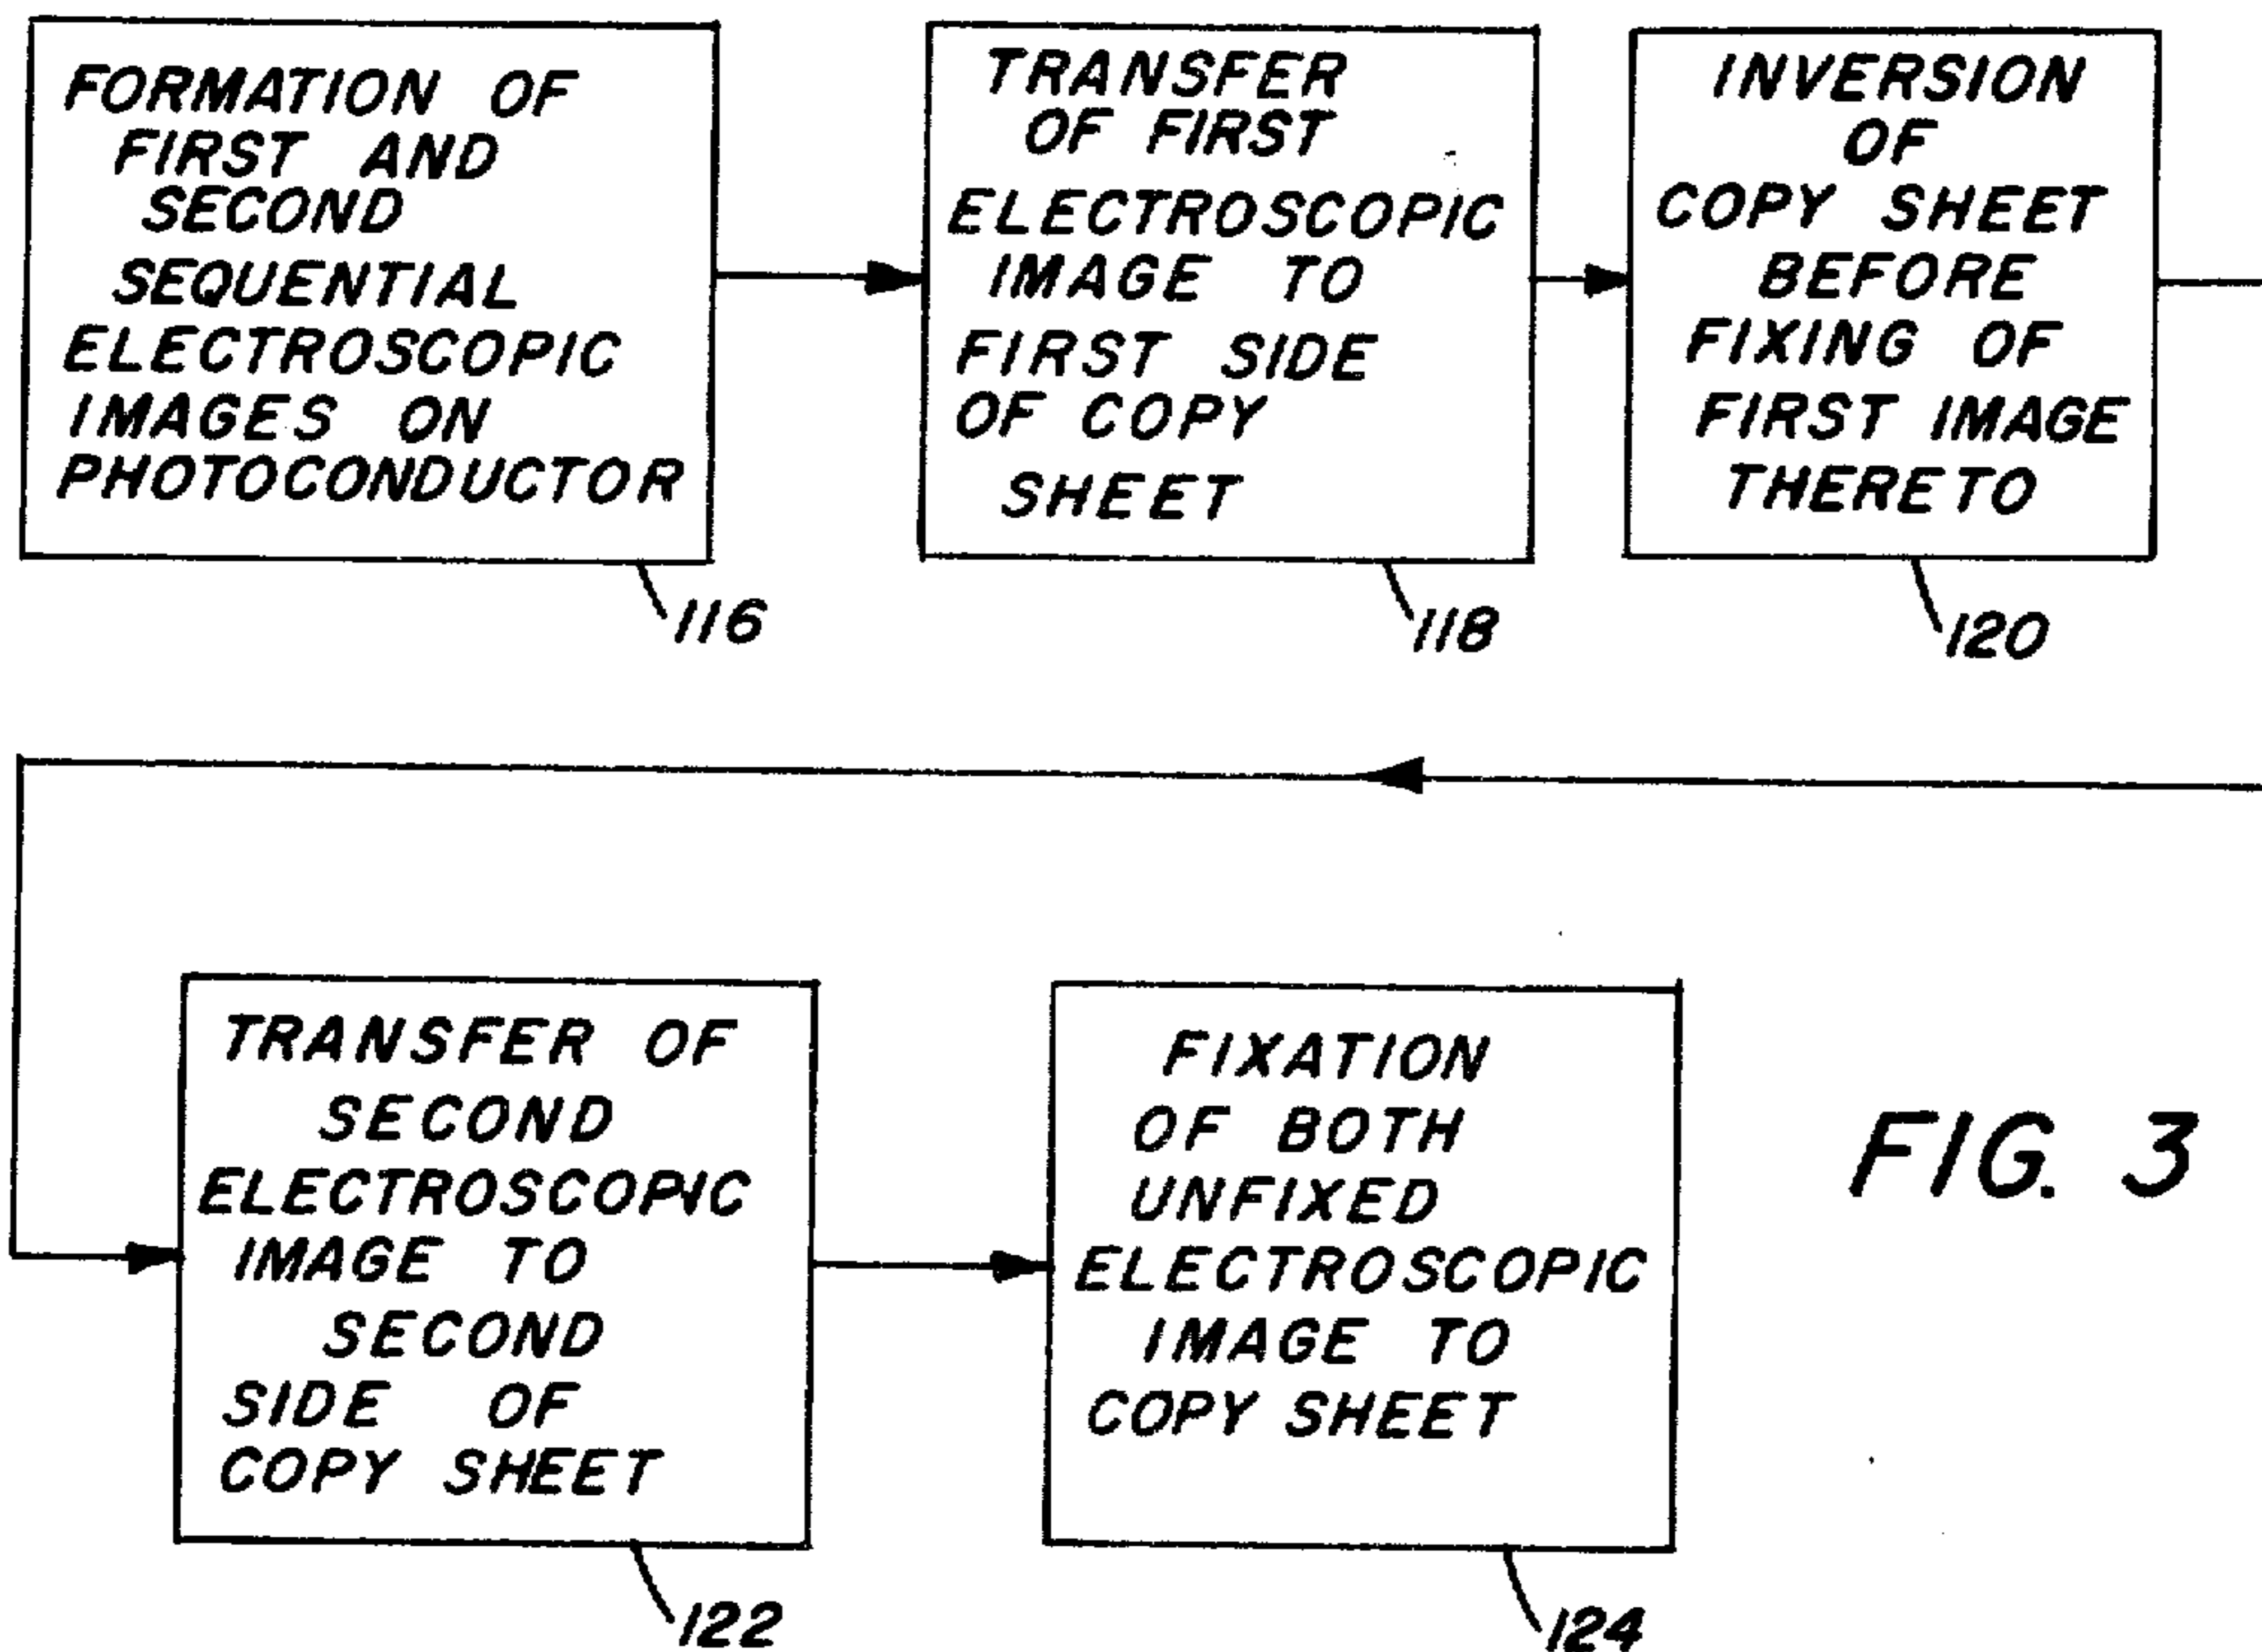 FORMATION OF
FIRST AND
SECOND
SEQUENTIAL
ELECTROSCOPIC
IMAGES ON
PHOTOCONDUCTOR
116
TRANSFER
OF FIRST
ELECTROSCOPIC
IMAGE TO
FIRST SIDE
OF COPY
SHEET
118
INVERSION
OF
COPY SHEET
BEFORE
FIXING OF
FIRST IMAGE
THERETO
120
TRANSFER OF
SECOND
ELECTROSCOPIC
IMAGE TO
SECOND
SIDE OF
COPY SHEET
122
FIXATION
OF BOTH
UNFIXED
ELECTROSCOPIC
IMAGE TO
COPY SHEET
124
FIG. 3